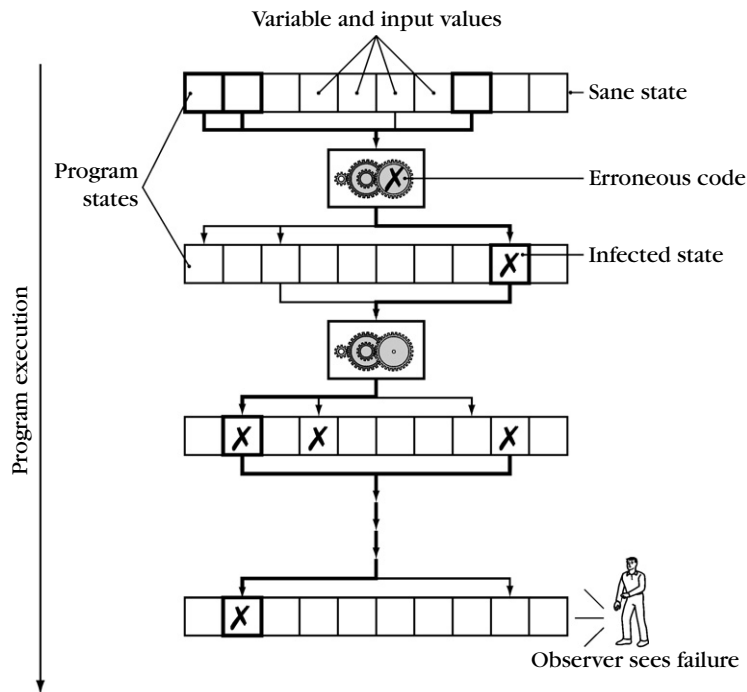 Variable and input values
Sane state
Program
states
Erroneous code
Infected state
Program execution
Observer sees failure